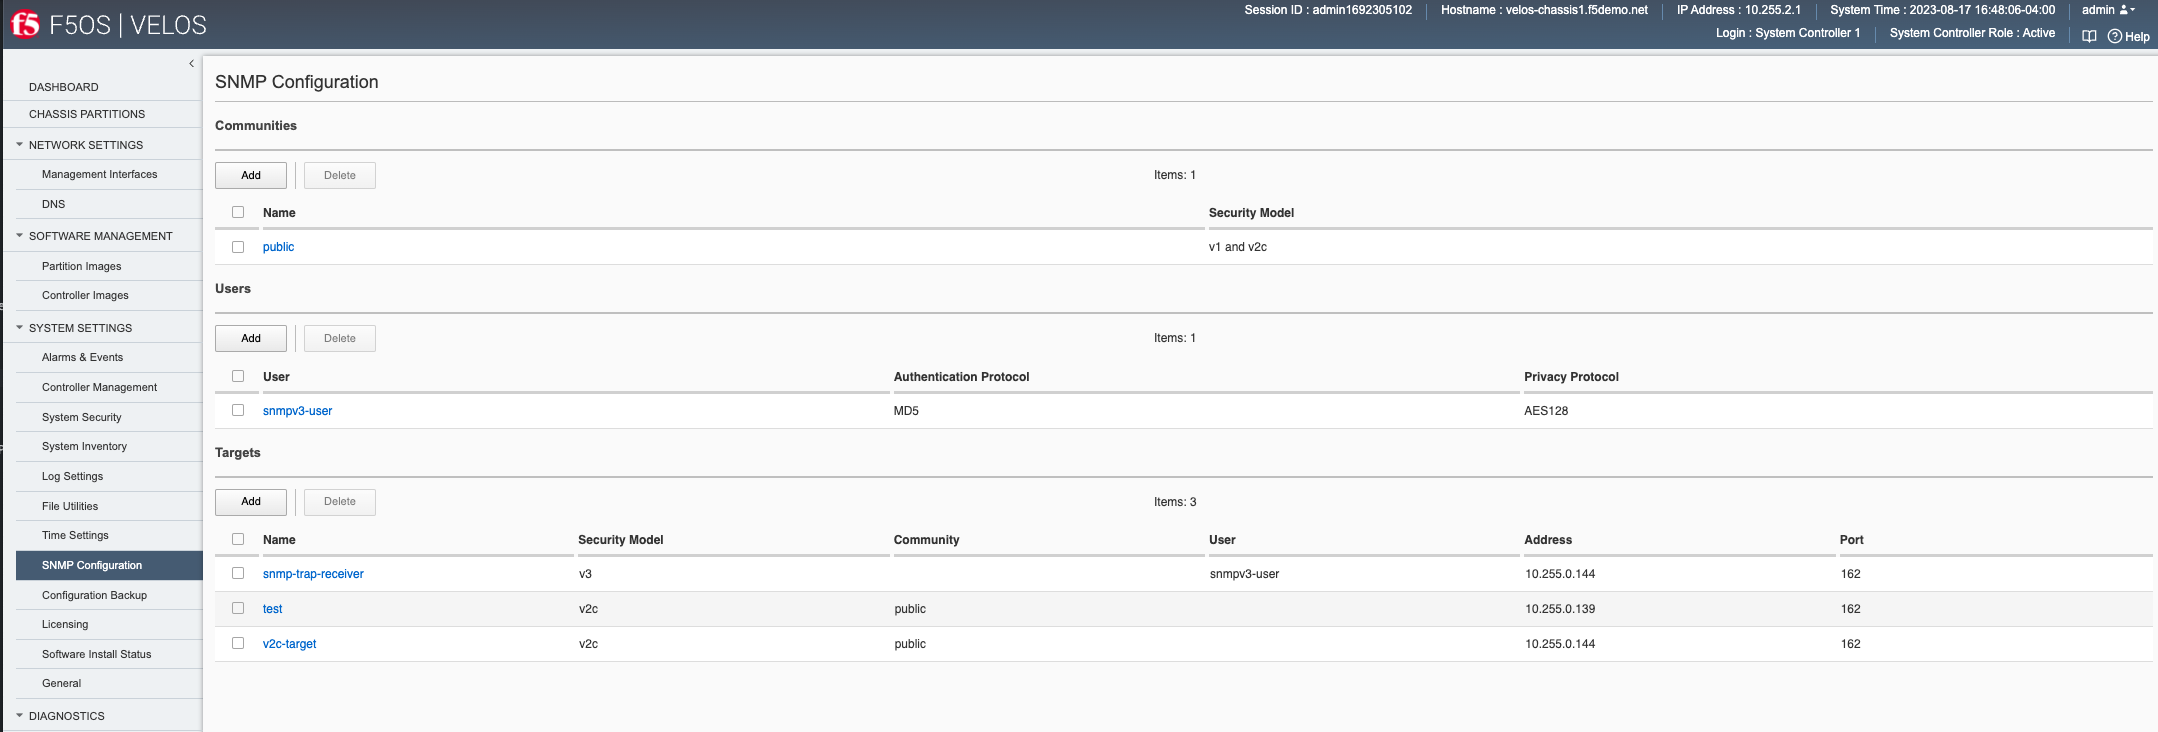 f5 F5OS | VELOS
Session ID : admin1692305102
Hostname : velos-chassis1.f5demo.net
IP Address : 10.255.2.1
System Time : 2023-08-17 16:48:06-04:00
admin
Login : System Controller 1
System Controller Role : Active
Help
DASHBOARD
CHASSIS PARTITIONS
NETWORK SETTINGS
Management Interfaces
DNS
SOFTWARE MANAGEMENT
Partition Images
Controller Images
SYSTEM SETTINGS
Alarms & Events
Controller Management
System Security
System Inventory
Log Settings
File Utilities
Time Settings
SNMP Configuration
Configuration Backup
Licensing
Software Install Status
General
DIAGNOSTICS
SNMP Configuration
Communities
Add Delete Items: 1
Name Security Model
public v1 and v2c
Users
Add Delete Items: 1
User Authentication Protocol Privacy Protocol
snmpv3-user MD5 AES128
Targets
Add Delete Items: 3
Name Security Model Community User Address Port
snmp-trap-receiver v3 snmpv3-user 10.255.0.144 162
test v2c public 10.255.0.139 162
v2c-target v2c public 10.255.0.144 162